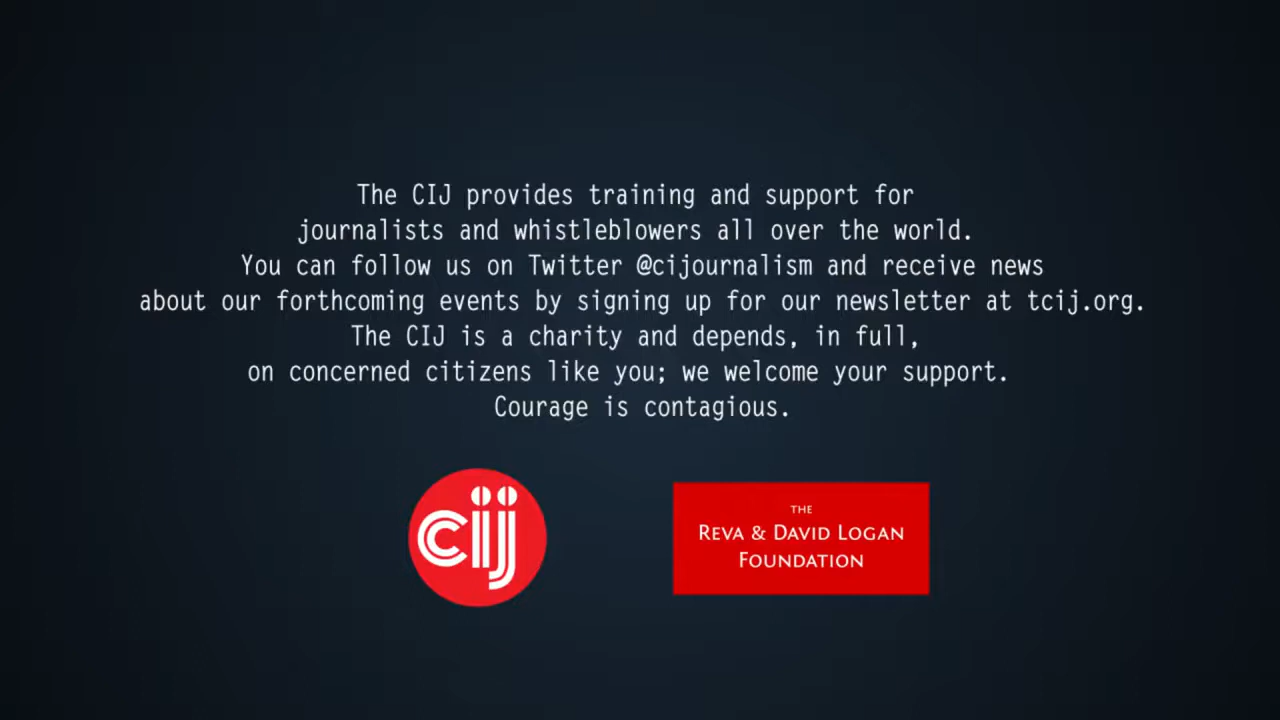 The CIJ provides training and support for
journalists and whistleblowers all over the world.
You can follow us on Twitter @cijournalism and receive news
about our forthcoming events by signing up for our newsletter at tcij.org.
The CIJ is a charity and depends, in full,
on concerned citizens like you; we welcome your support.
Courage is contagious.
cij
THE
REVA & DAVID LOGAN
FOUNDATION